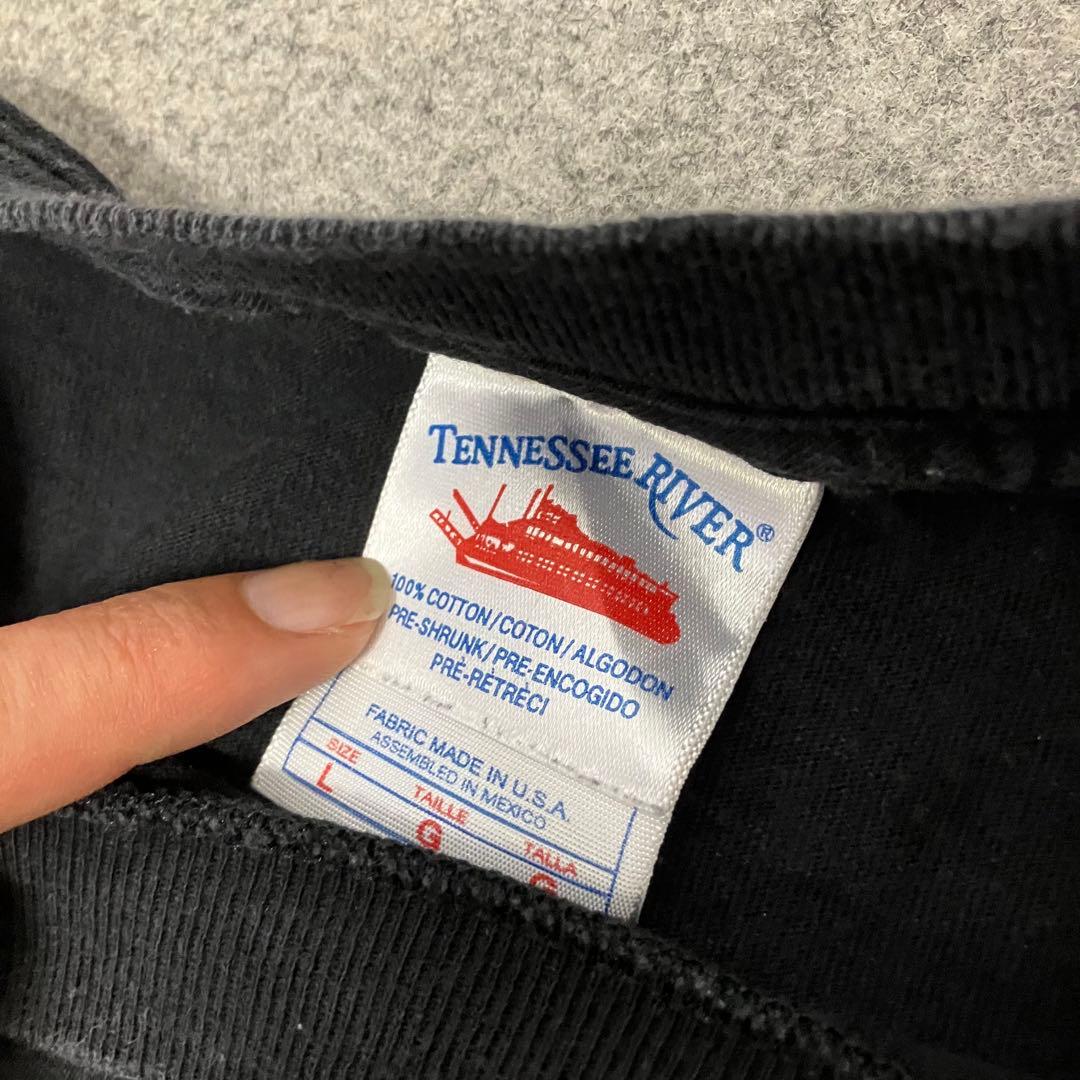 TENNESSEE RIVER®
100% COTTON/COTON/ALGODON
PRE-SHRUNK/PRE-ENCOGIDO
PRÉ-RÈTRÈCI
FABRIC MADE IN U.S.A.
ASSEMBLED IN MEXICO
SIZE TAILLE TALLA
L G G